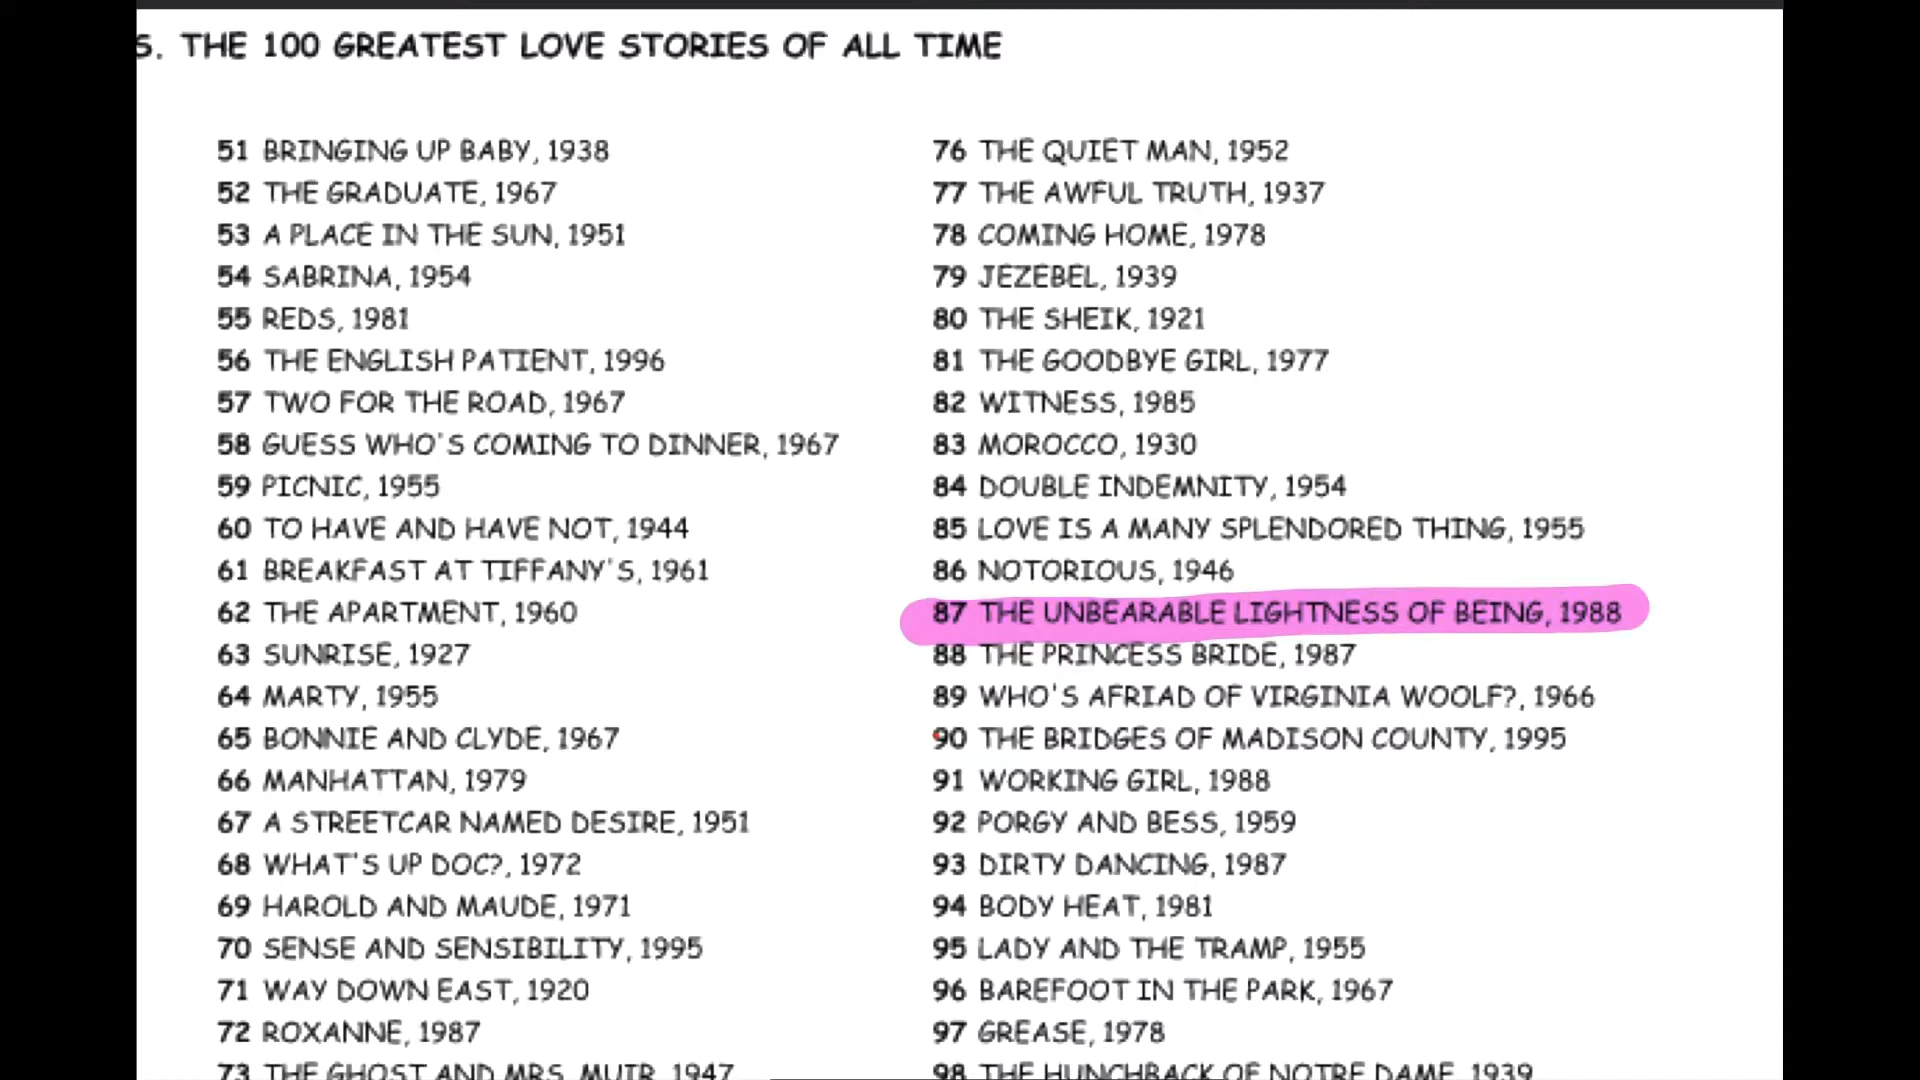 S. THE 100 GREATEST LOVE STORIES OF ALL TIME
51 BRINGING UP BABY, 1938
52 THE GRADUATE, 1967
53 A PLACE IN THE SUN, 1951
54 SABRINA, 1954
55 REDS, 1981
56 THE ENGLISH PATIENT, 1996
57 TWO FOR THE ROAD, 1967
58 GUESS WHO'S COMING TO DINNER, 1967
59 PICNIC, 1955
60 TO HAVE AND HAVE NOT, 1944
61 BREAKFAST AT TIFFANY'S, 1961
62 THE APARTMENT, 1960
63 SUNRISE, 1927
64 MARTY, 1955
65 BONNIE AND CLYDE, 1967
66 MANHATTAN, 1979
67 A STREETCAR NAMED DESIRE, 1951
68 WHAT'S UP DOC?, 1972
69 HAROLD AND MAUDE, 1971
70 SENSE AND SENSIBILITY, 1995
71 WAY DOWN EAST, 1920
72 ROXANNE, 1987
73 THE GHOST AND MRS. MUIR, 1947
76 THE QUIET MAN, 1952
77 THE AWFUL TRUTH, 1937
78 COMING HOME, 1978
79 JEZEBEL, 1939
80 THE SHEIK, 1921
81 THE GOODBYE GIRL, 1977
82 WITNESS, 1985
83 MOROCCO, 1930
84 DOUBLE INDEMNITY, 1954
85 LOVE IS A MANY SPLENDORED THING, 1955
86 NOTORIOUS, 1946
87 THE UNBEARABLE LIGHTNESS OF BEING, 1988
88 THE PRINCESS BRIDE, 1987
89 WHO'S AFRIAD OF VIRGINIA WOOLF?, 1966
90 THE BRIDGES OF MADISON COUNTY, 1995
91 WORKING GIRL, 1988
92 PORGY AND BESS, 1959
93 DIRTY DANCING, 1987
94 BODY HEAT, 1981
95 LADY AND THE TRAMP, 1955
96 BAREFOOT IN THE PARK, 1967
97 GREASE, 1978
98 THE HUNCHBACK OF NOTRE DAME, 1939